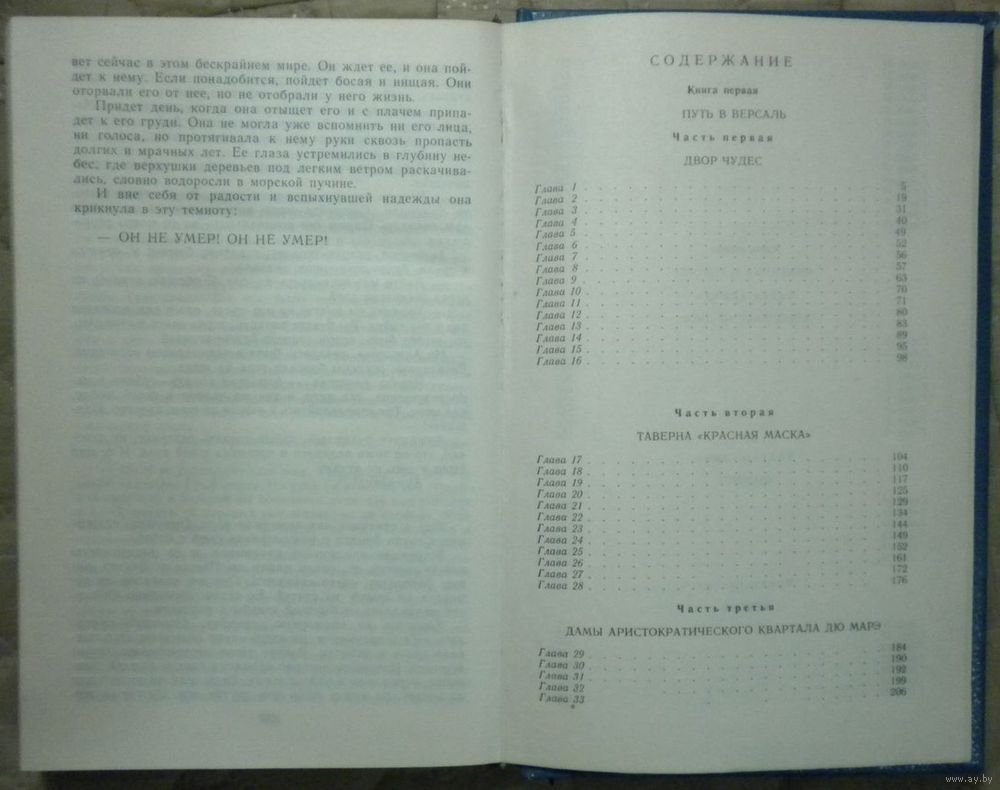 вет сейчас в этом бескрайнем мире. Он ждет ее, и она пой-
дет к нему. Если понадобится, пойдет босая и нищая. Они
оторвали его от нее, но не отобрали у него жизнь.
Придет день, когда она отыщет его и с плачем припа-
дет к его груди. Она не могла уже вспомнить ни его лица,
ни голоса, но протягивала к нему руки сквозь пропасть
долгих и мрачных лет. Ее глаза устремились в глубину не-
бес, где верхушки деревьев под легким ветром раскачива-
лись, словно водоросли в морской пучине.
И вне себя от радости и вспыхнувшей надежды она
крикнула в эту темноту:
— ОН НЕ УМЕР! ОН НЕ УМЕР!
СОДЕРЖАНИЕ
Книга первая
ПУТЬ В ВЕРСАЛЬ
Часть первая
ДВОР ЧУДЕС
Глава 1 . . . . . . . . . . 5
Глава 2 . . . . . . . . . . 19
Глава 3 . . . . . . . . . . 31
Глава 4 . . . . . . . . . . 40
Глава 5 . . . . . . . . . . 49
Глава 6 . . . . . . . . . . 52
Глава 7 . . . . . . . . . . 56
Глава 8 . . . . . . . . . . 57
Глава 9 . . . . . . . . . . 63
Глава 10 . . . . . . . . . . 70
Глава 11 . . . . . . . . . . 71
Глава 12 . . . . . . . . . . 80
Глава 13 . . . . . . . . . . 83
Глава 14 . . . . . . . . . . 89
Глава 15 . . . . . . . . . . 95
Глава 16 . . . . . . . . . . 98
Часть вторая
ТАВЕРНА «КРАСНАЯ МАСКА»
Глава 17 . . . . . . . . . . 104
Глава 18 . . . . . . . . . . 110
Глава 19 . . . . . . . . . . 117
Глава 20 . . . . . . . . . . 125
Глава 21 . . . . . . . . . . 129
Глава 22 . . . . . . . . . . 134
Глава 23 . . . . . . . . . . 144
Глава 24 . . . . . . . . . . 149
Глава 25 . . . . . . . . . . 152
Глава 26 . . . . . . . . . . 161
Глава 27 . . . . . . . . . . 172
Глава 28 . . . . . . . . . . 176
Часть третья
ДАМЫ АРИСТОКРАТИЧЕСКОГО КВАРТАЛА ДЮ МАРЭ
Глава 29 . . . . . . . . . . 184
Глава 30 . . . . . . . . . . 190
Глава 31 . . . . . . . . . . 192
Глава 32 . . . . . . . . . . 199
Глава 33 . . . . . . . . . . 206
www.ay.by